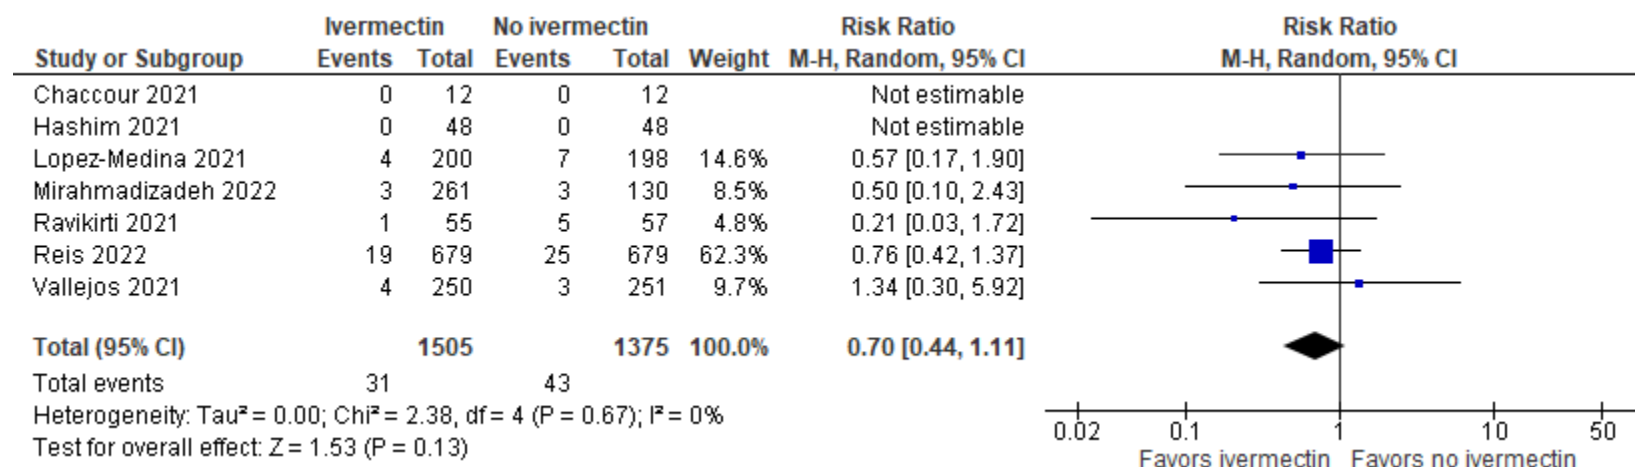 Ivermectin No ivermectin Risk Ratio Risk Ratio
Study or Subgroup Events Total Events Total Weight M-H, Random, 95% CI M-H, Random, 95% CI
Chaccour 2021 0 12 0 12 Not estimable
Hashim 2021 0 48 0 48 Not estimable
Lopez-Medina 2021 4 200 7 198 14.6% 0.57 [0.17, 1.90]
Mirahmadizadeh 2022 3 261 3 130 8.5% 0.50 [0.10, 2.43]
Ravikirti 2021 1 55 5 57 4.8% 0.21 [0.03, 1.72]
Reis 2022 19 679 25 679 62.3% 0.76 [0.42, 1.37]
Vallejos 2021 4 250 3 251 9.7% 1.34 [0.30, 5.92]
Total (95% CI) 1505 1375 100.0% 0.70 [0.44, 1.11]
Total events 31 43
Heterogeneity: Tau² = 0.00; Chi² = 2.38, df = 4 (P = 0.67); I² = 0%
Test for overall effect: Z = 1.53 (P = 0.13)
0.02 0.1 1 10 50
Favors ivermectin Favors no ivermectin